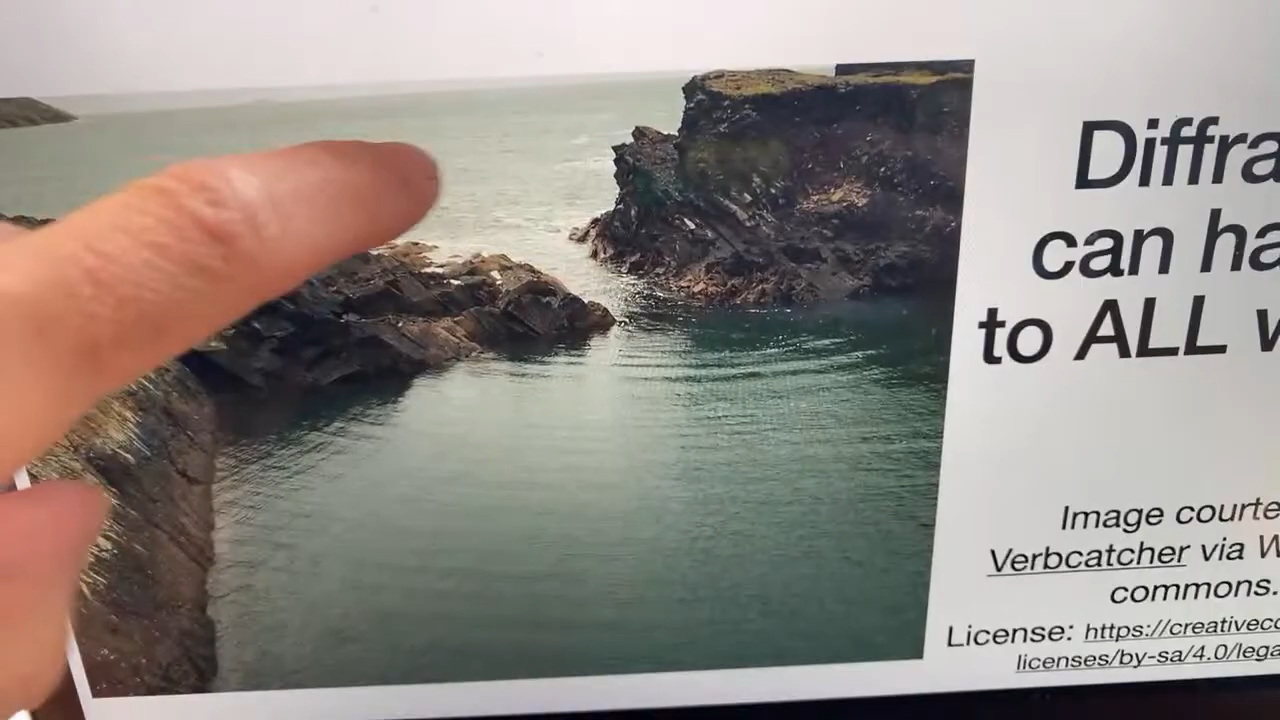 Diffra
can ha
to ALL w
Image courte
Verbcatcher via W
commons.
License: https://creativeco
licenses/by-sa/4.0/lega